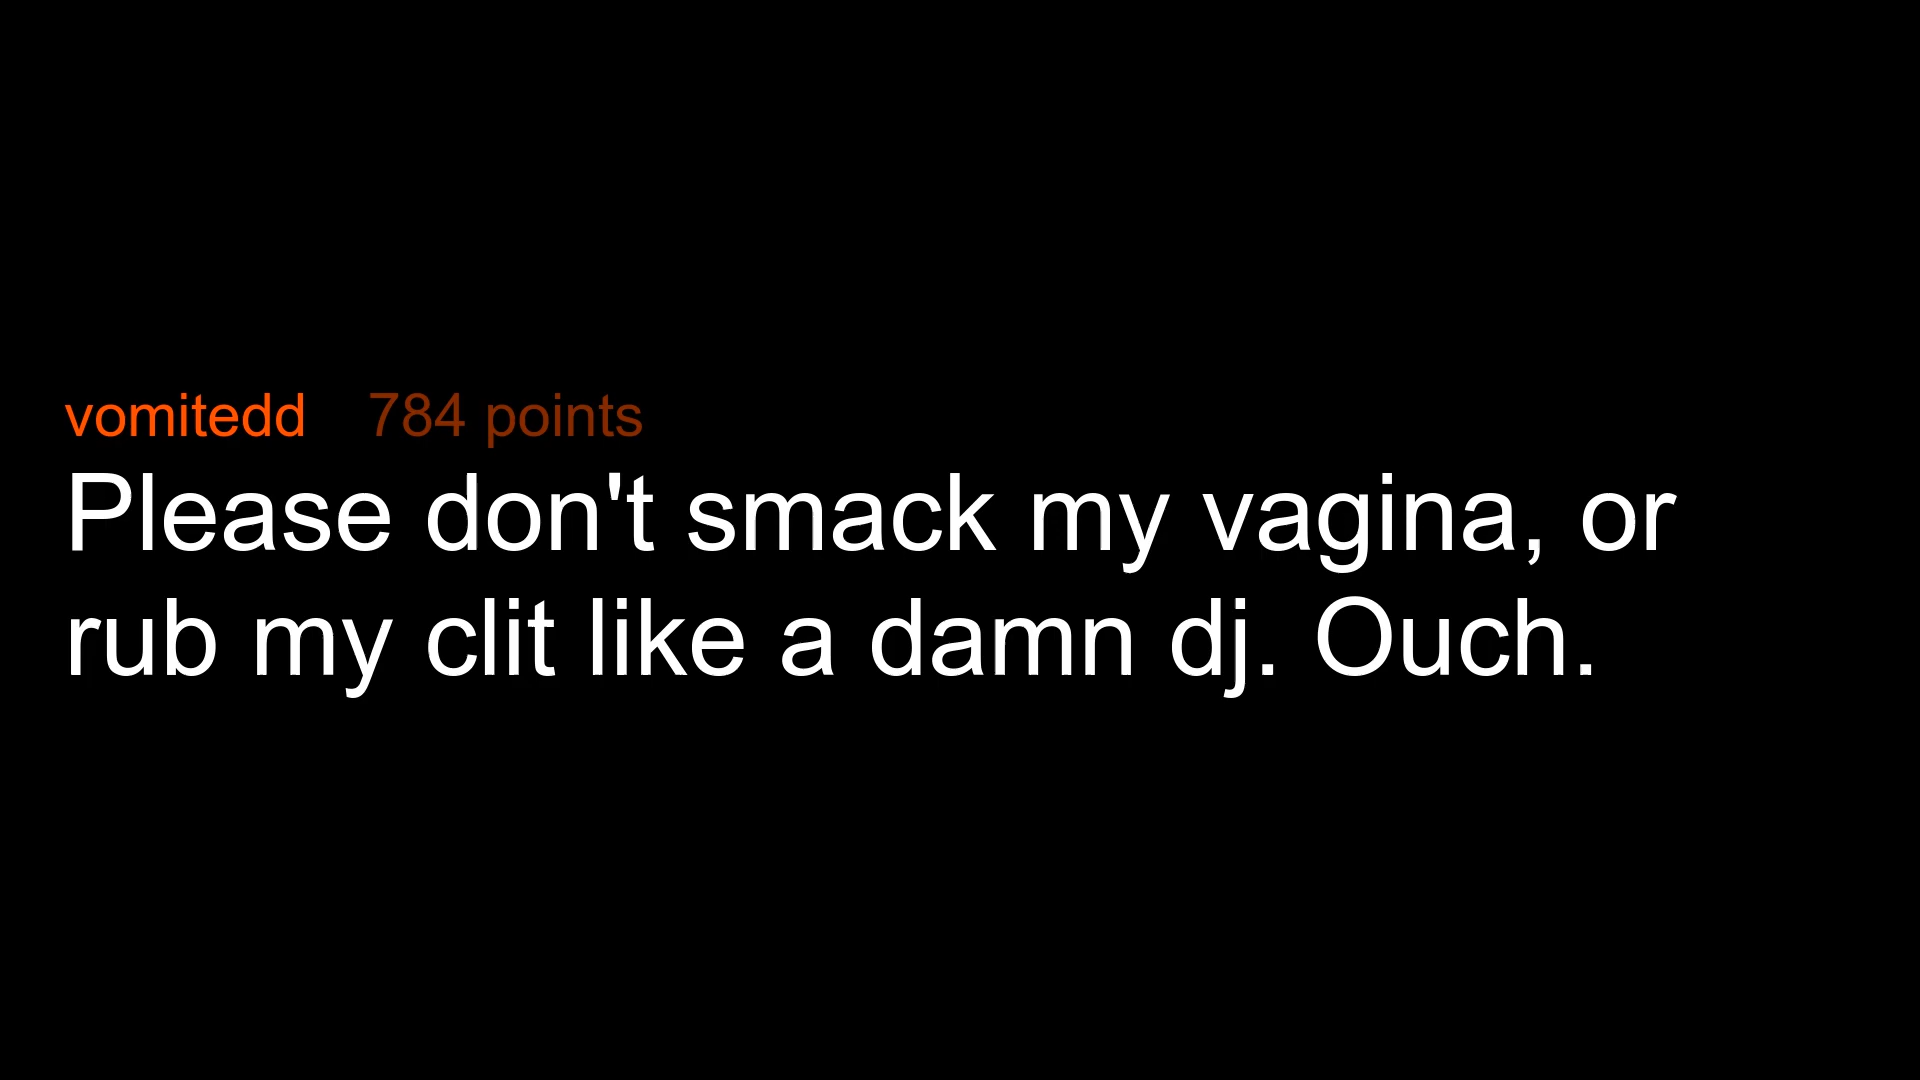 vomitedd 784 points
Please don't smack my vagina, or
rub my clit like a damn dj. Ouch.